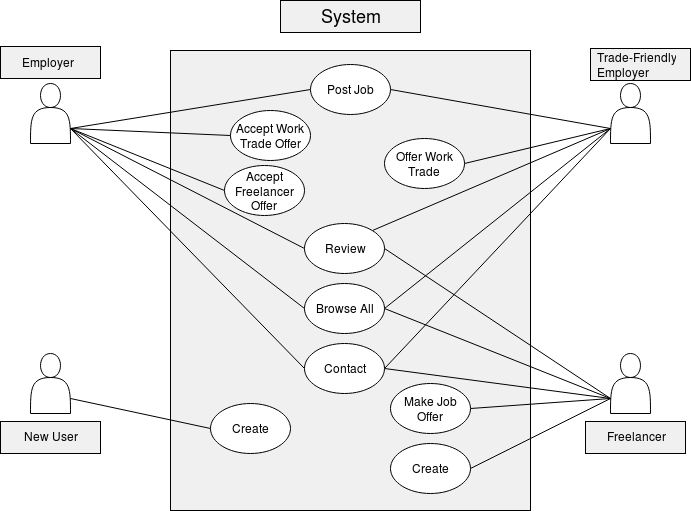 System
Employer
Trade-Friendly
Employer
Post Job
Accept Work
Trade Offer
Offer Work
Trade
Accept
Freelancer
Offer
Review
Browse All
Contact
Make Job
Offer
Create
New User
Freelancer
Create